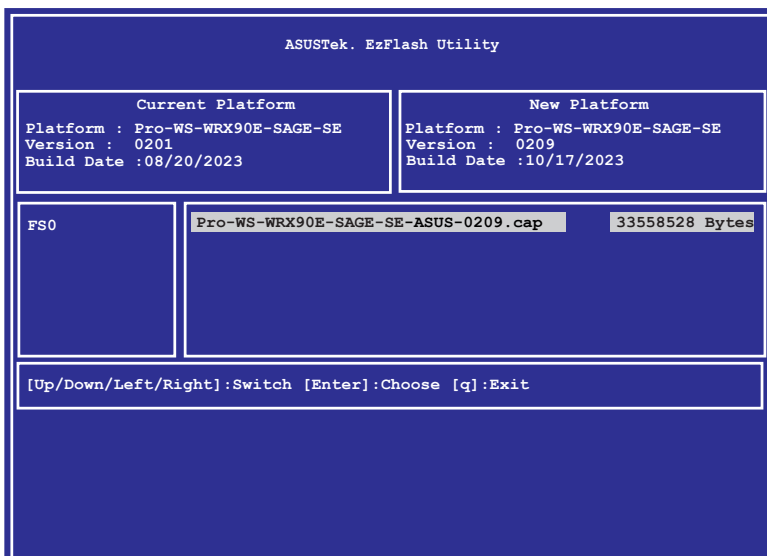 ASUSTek. EzFlash Utility
Current Platform
Platform : Pro-WS-WRX90E-SAGE-SE
Version : 0201
Build Date :08/20/2023
New Platform
Platform : Pro-WS-WRX90E-SAGE-SE
Version : 0209
Build Date :10/17/2023
FS0
Pro-WS-WRX90E-SAGE-SE-ASUS-0209.cap 33558528 Bytes
[Up/Down/Left/Right]:Switch [Enter]:Choose [q]:Exit